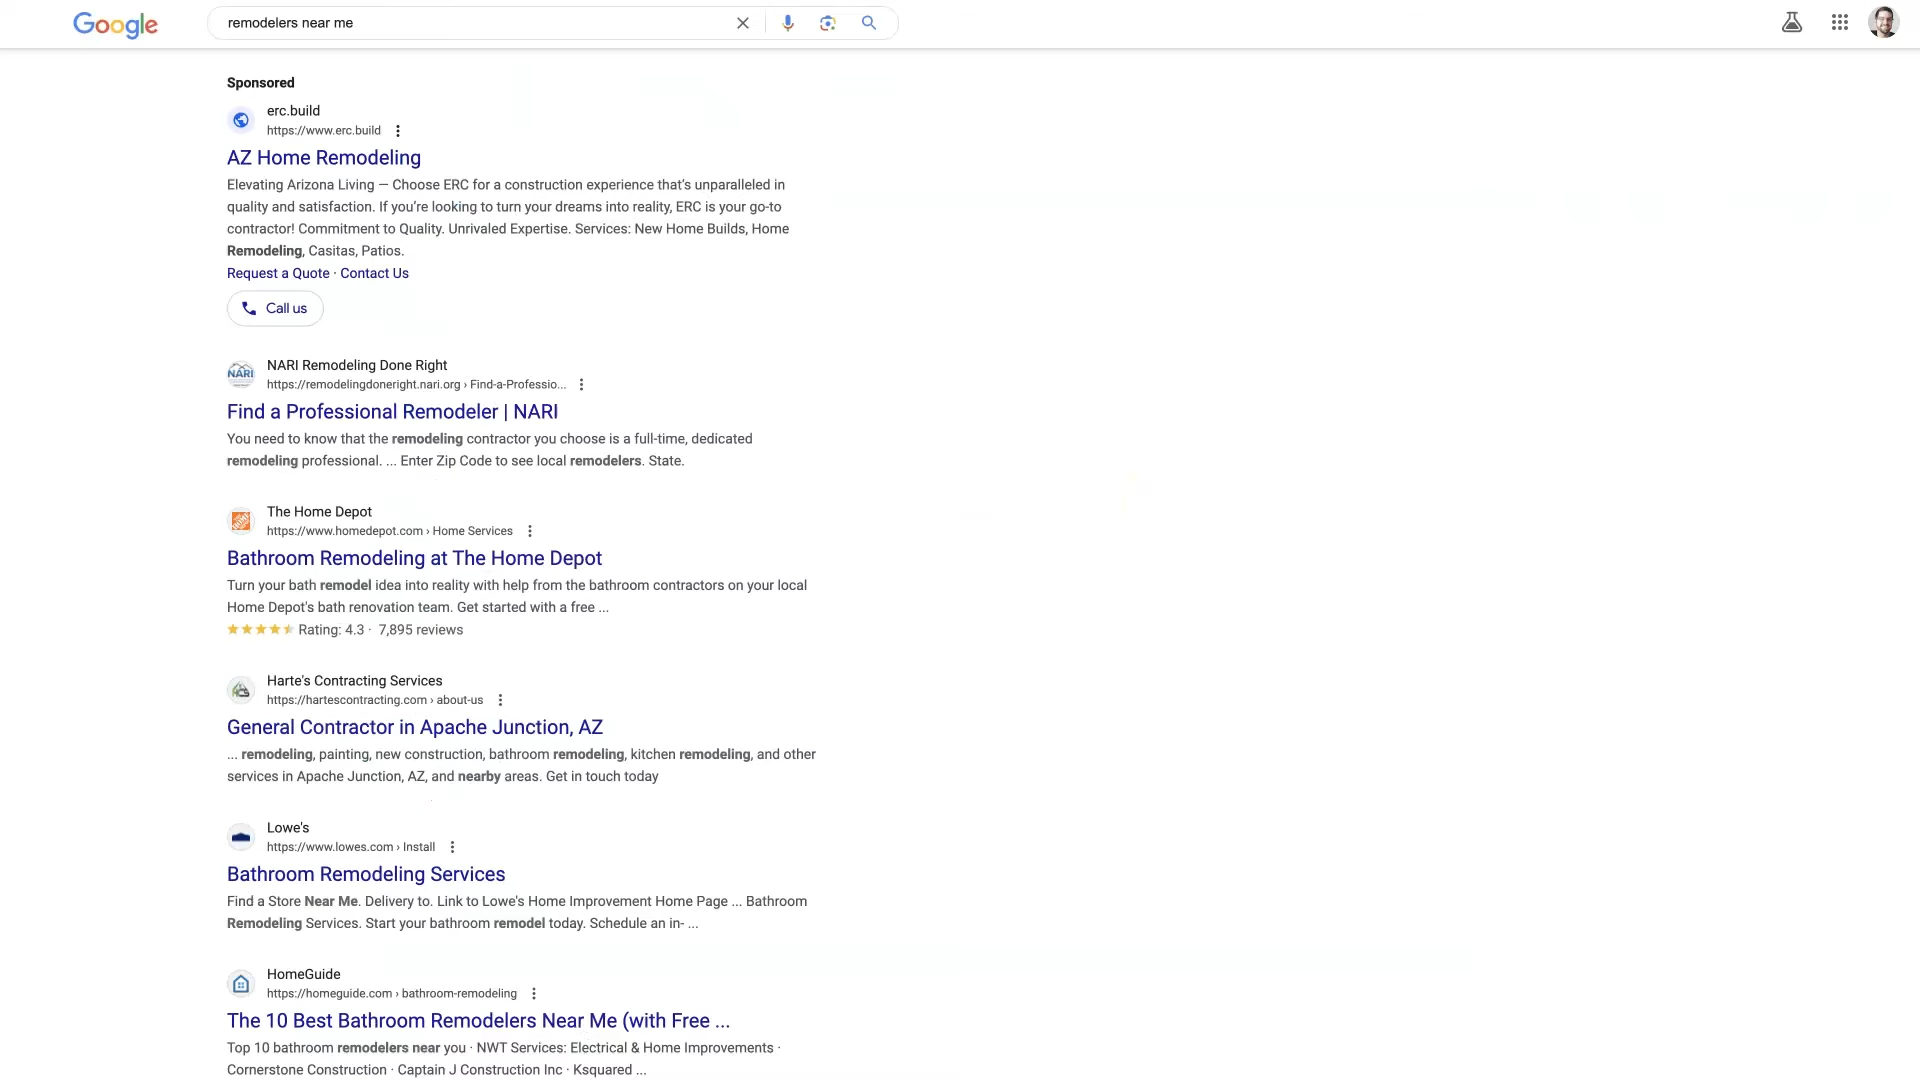 Google
remodelers near me
Sponsored
erc.build
https://www.erc.build
AZ Home Remodeling
Elevating Arizona Living — Choose ERC for a construction experience that's unparalleled in
quality and satisfaction. If you're looking to turn your dreams into reality, ERC is your go-to
contractor! Commitment to Quality. Unrivaled Expertise. Services: New Home Builds, Home
Remodeling, Casitas, Patios.
Request a Quote · Contact Us
Call us
NARI
NARI Remodeling Done Right
https://remodelingdoneright.nari.org › Find-a-Professio...
Find a Professional Remodeler | NARI
You need to know that the remodeling contractor you choose is a full-time, dedicated
remodeling professional. ... Enter Zip Code to see local remodelers. State.
The Home Depot
https://www.homedepot.com › Home Services
Bathroom Remodeling at The Home Depot
Turn your bath remodel idea into reality with help from the bathroom contractors on your local
Home Depot's bath renovation team. Get started with a free ...
Rating: 4.3 · 7,895 reviews
Harte's Contracting Services
https://hartescontracting.com › about-us
General Contractor in Apache Junction, AZ
... remodeling, painting, new construction, bathroom remodeling, kitchen remodeling, and other
services in Apache Junction, AZ, and nearby areas. Get in touch today
Lowe's
https://www.lowes.com › Install
Bathroom Remodeling Services
Find a Store Near Me. Delivery to. Link to Lowe's Home Improvement Home Page ... Bathroom
Remodeling Services. Start your bathroom remodel today. Schedule an in- ...
HomeGuide
https://homeguide.com › bathroom-remodeling
The 10 Best Bathroom Remodelers Near Me (with Free ...
Top 10 bathroom remodelers near you · NWT Services: Electrical & Home Improvements ·
Cornerstone Construction · Captain J Construction Inc · Ksquared ...